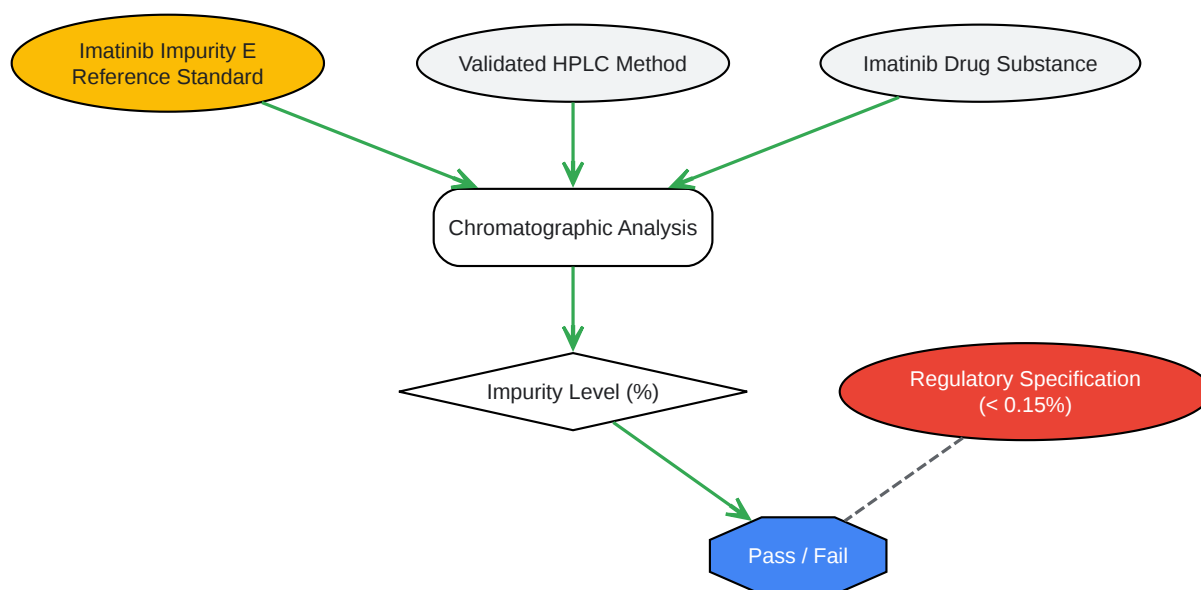 Imatinib Impurity E
Reference Standard
Validated HPLC Method
Imatinib Drug Substance
Chromatographic Analysis
Impurity Level (%)
Regulatory Specification
(< 0.15%)
Pass / Fail